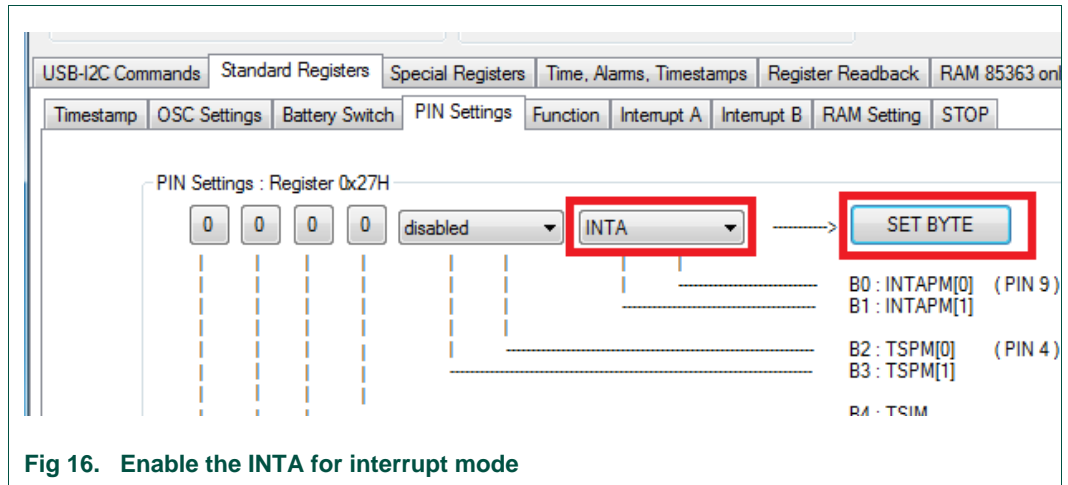 USB-I2C Commands Standard Registers Special Registers Time, Alarms, Timestamps Register Readback RAM 85363 onl
Timestamp OSC Settings Battery Switch PIN Settings Function Interrupt A Interrupt B RAM Setting STOP
PIN Settings : Register 0x27H
0 0 0 0 disabled INTA ----------> SET BYTE
B0 : INTAPM[0] ( PIN 9 )
B1 : INTAPM[1]
B2 : TSPM[0] ( PIN 4 )
B3 : TSPM[1]
B4 : TSIM
Fig 16. Enable the INTA for interrupt mode